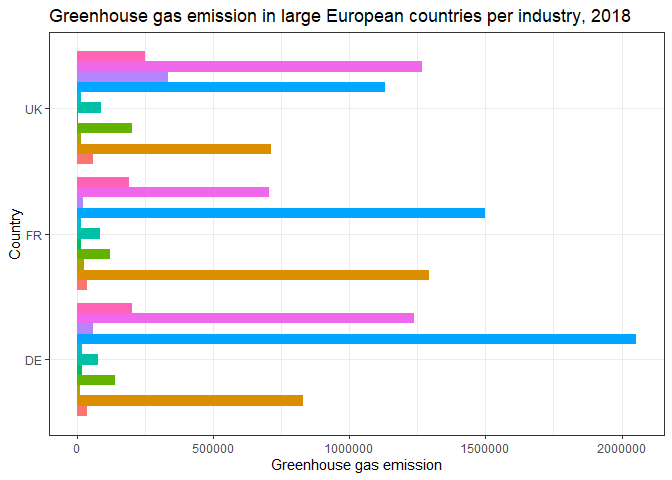 Greenhouse gas emission in large European countries per industry, 2018
Country
UK
FR
DE
0
500000
1000000
1500000
2000000
Greenhouse gas emission